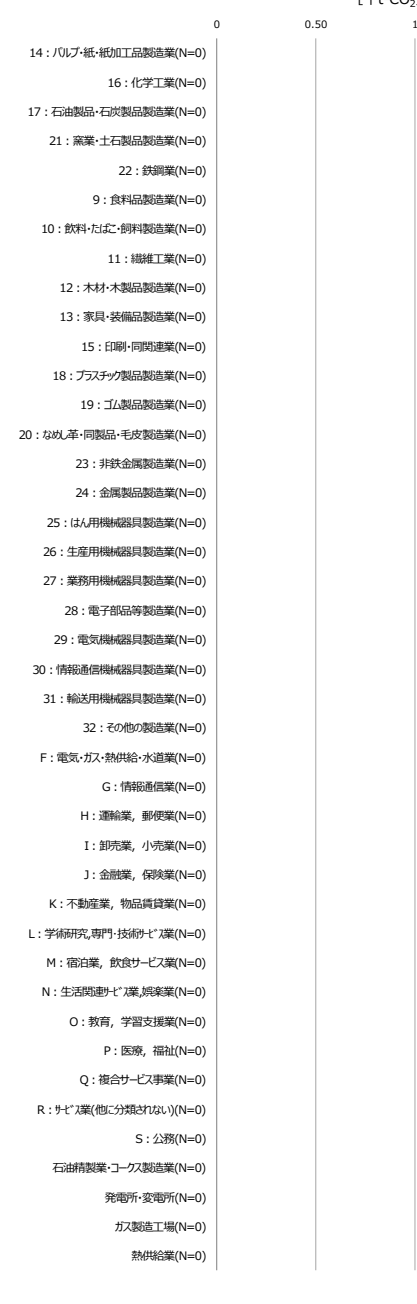 [千t-CO2
0 0.50 1
14：パルプ・紙・紙加工品製造業(N=0)
16：化学工業(N=0)
17：石油製品・石炭製品製造業(N=0)
21：窯業・土石製品製造業(N=0)
22：鉄鋼業(N=0)
9：食料品製造業(N=0)
10：飲料・たばこ・飼料製造業(N=0)
11：繊維工業(N=0)
12：木材・木製品製造業(N=0)
13：家具・装備品製造業(N=0)
15：印刷・同関連業(N=0)
18：プラスチック製品製造業(N=0)
19：ゴム製品製造業(N=0)
20：なめし革・同製品・毛皮製造業(N=0)
23：非鉄金属製造業(N=0)
24：金属製品製造業(N=0)
25：はん用機械器具製造業(N=0)
26：生産用機械器具製造業(N=0)
27：業務用機械器具製造業(N=0)
28：電子部品等製造業(N=0)
29：電気機械器具製造業(N=0)
30：情報通信機械器具製造業(N=0)
31：輸送用機械器具製造業(N=0)
32：その他の製造業(N=0)
F：電気・ガス・熱供給・水道業(N=0)
G：情報通信業(N=0)
H：運輸業，郵便業(N=0)
I：卸売業，小売業(N=0)
J：金融業，保険業(N=0)
K：不動産業，物品賃貸業(N=0)
L：学術研究,専門・技術ｻｰﾋﾞｽ業(N=0)
M：宿泊業，飲食サービス業(N=0)
N：生活関連ｻｰﾋﾞｽ業,娯楽業(N=0)
O：教育，学習支援業(N=0)
P：医療，福祉(N=0)
Q：複合サービス事業(N=0)
R：ｻｰﾋﾞｽ業(他に分類されない)(N=0)
S：公務(N=0)
石油精製業・コークス製造業(N=0)
発電所・変電所(N=0)
ガス製造工場(N=0)
熱供給業(N=0)